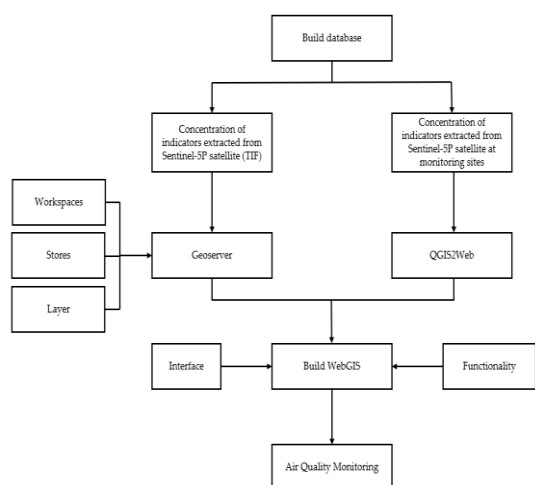 Build database
Concentration of
indicators extracted from
Sentinel-5P satellite (TIF)
Concentration of
indicators extracted from
Sentinel-5P satellite at
monitoring sites
Workspaces
Stores
Layer
Geoserver
QGIS2Web
Interface
Build WebGIS
Functionality
Air Quality Monitoring